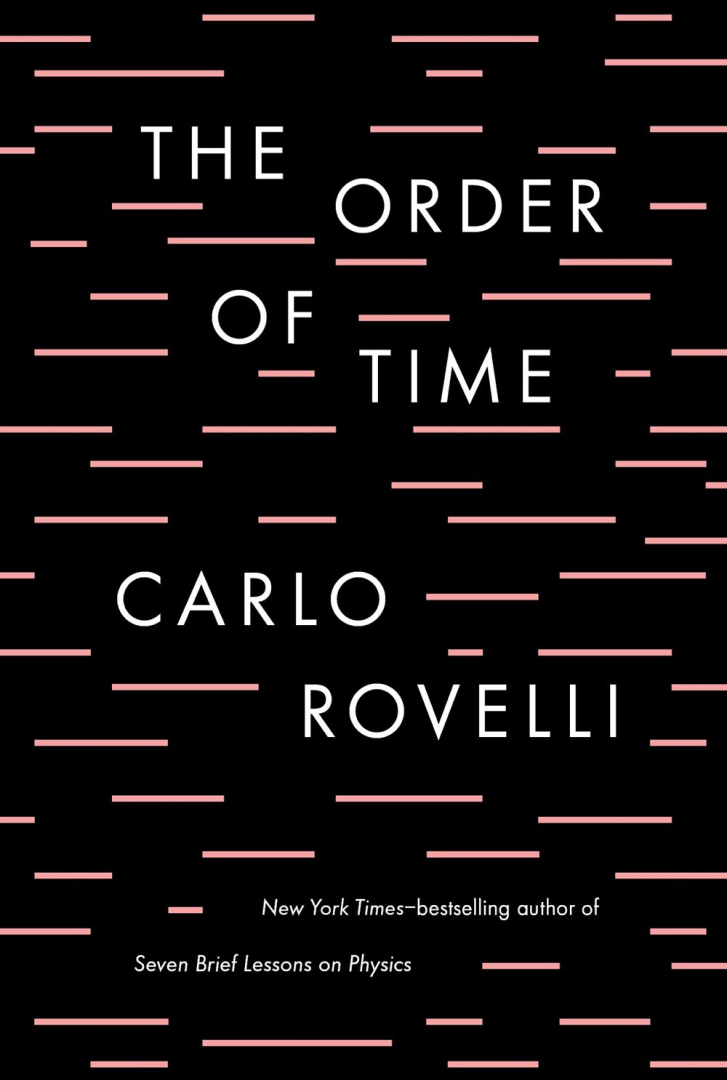 THE
ORDER
OF
TIME
CARLO
ROVELLI
New York Times–bestselling author of
Seven Brief Lessons on Physics